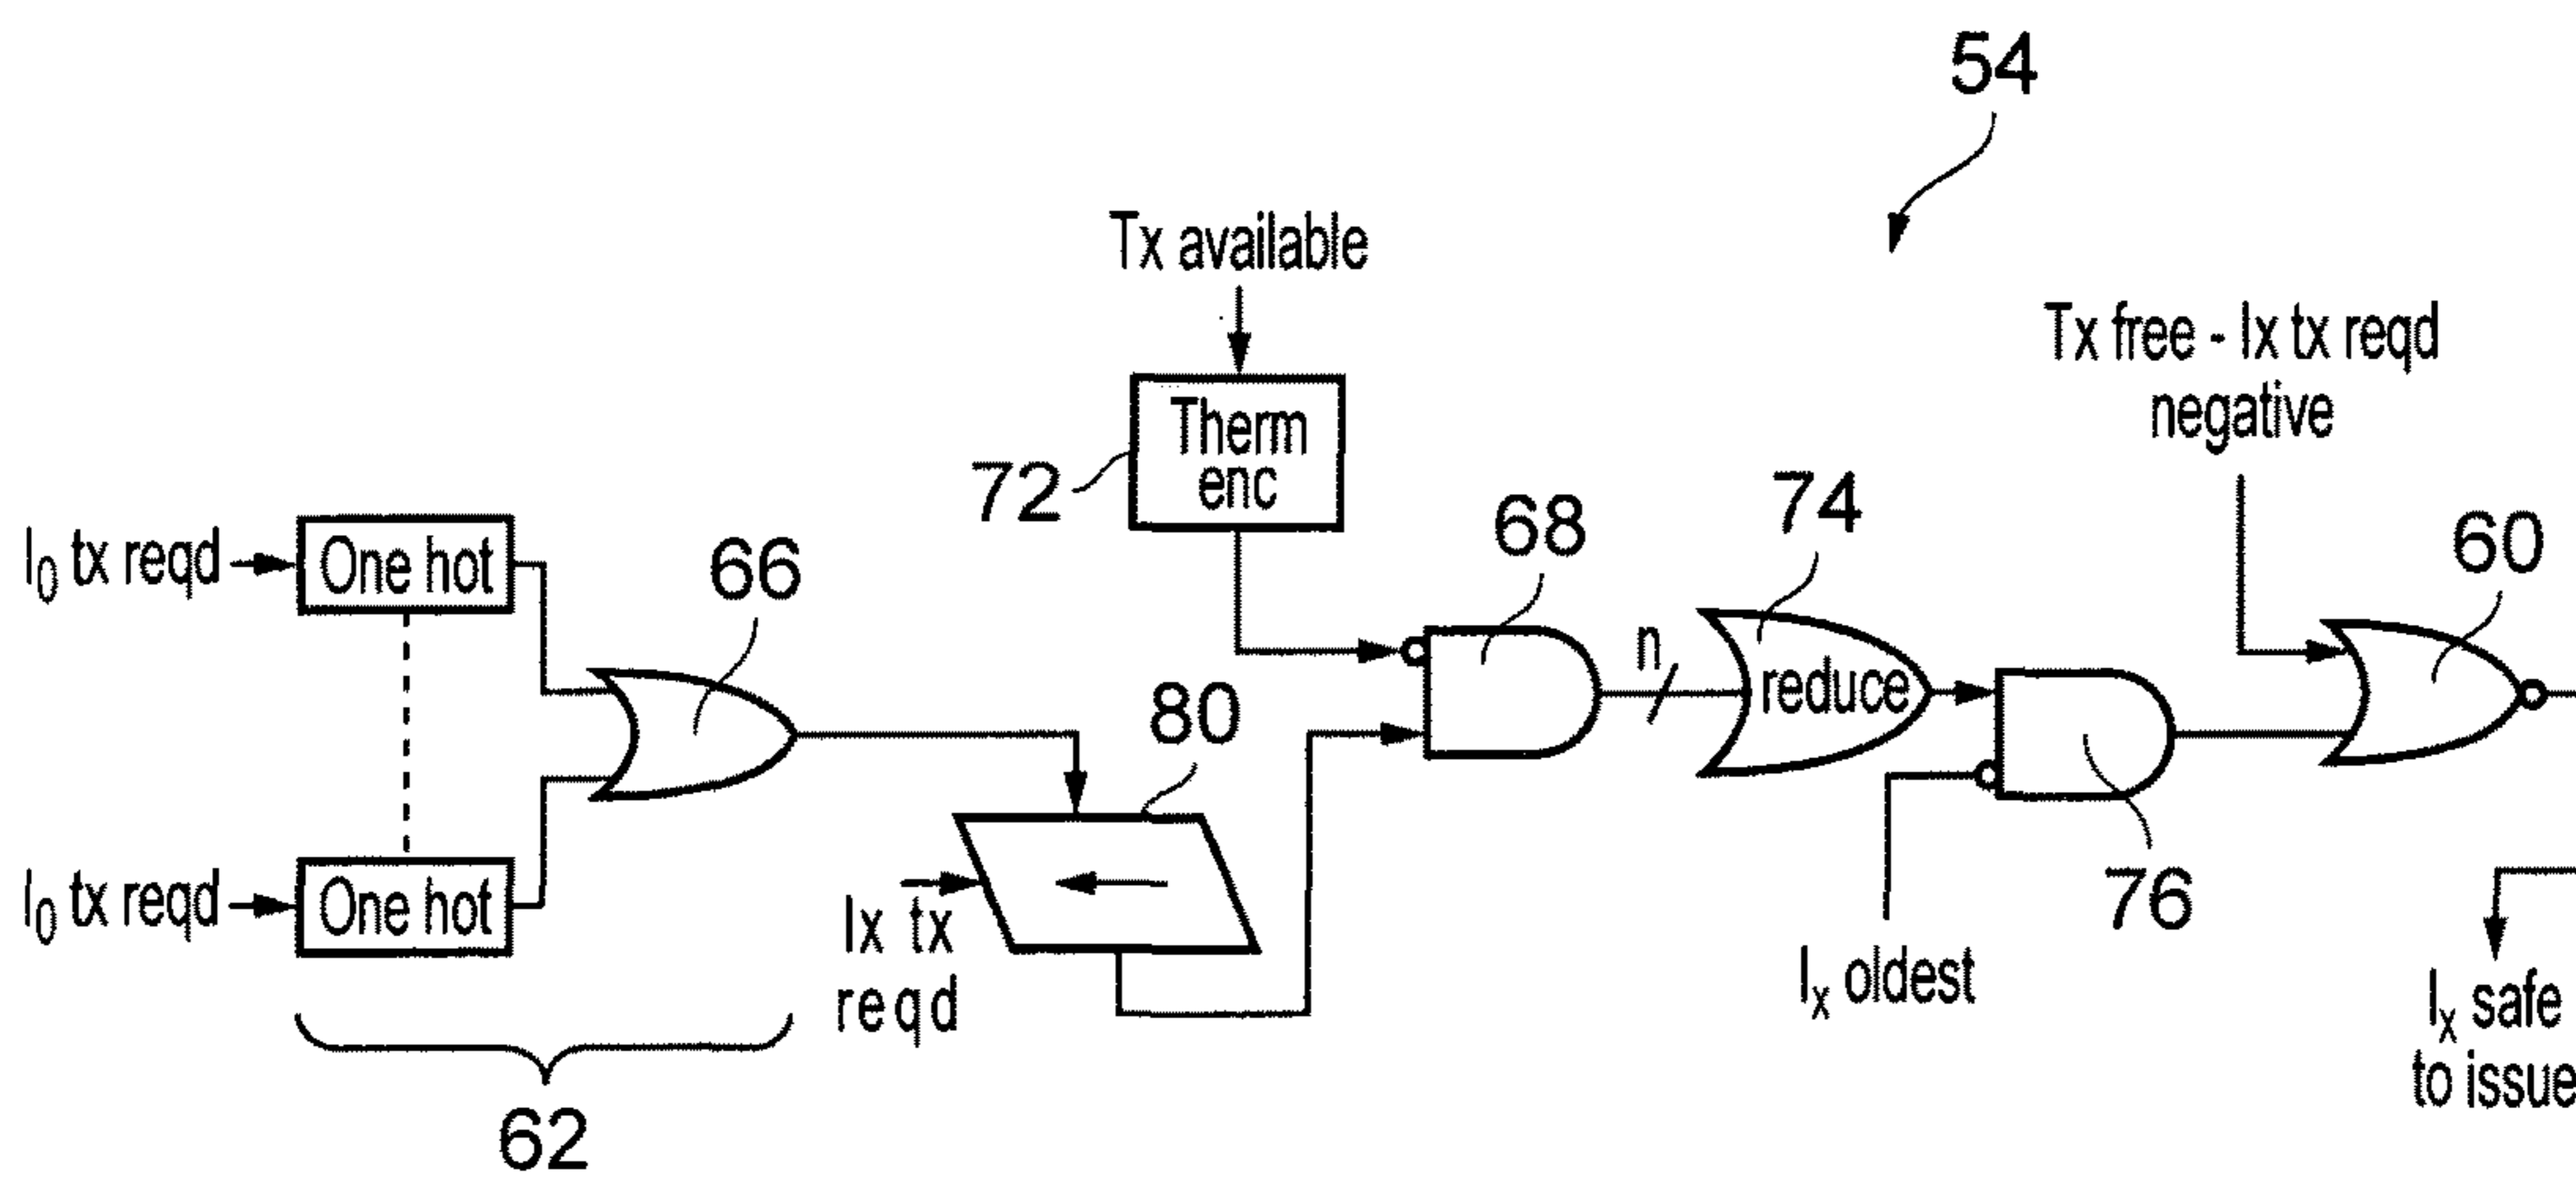 54
Tx available
Tx free - Ix tx reqd
negative
Therm
enc
72
68
74
60
I0 tx reqd
One hot
66
n
reduce
80
I0 tx reqd
One hot
Ix tx
reqd
76
Ix oldest
Ix safe
to issue
62